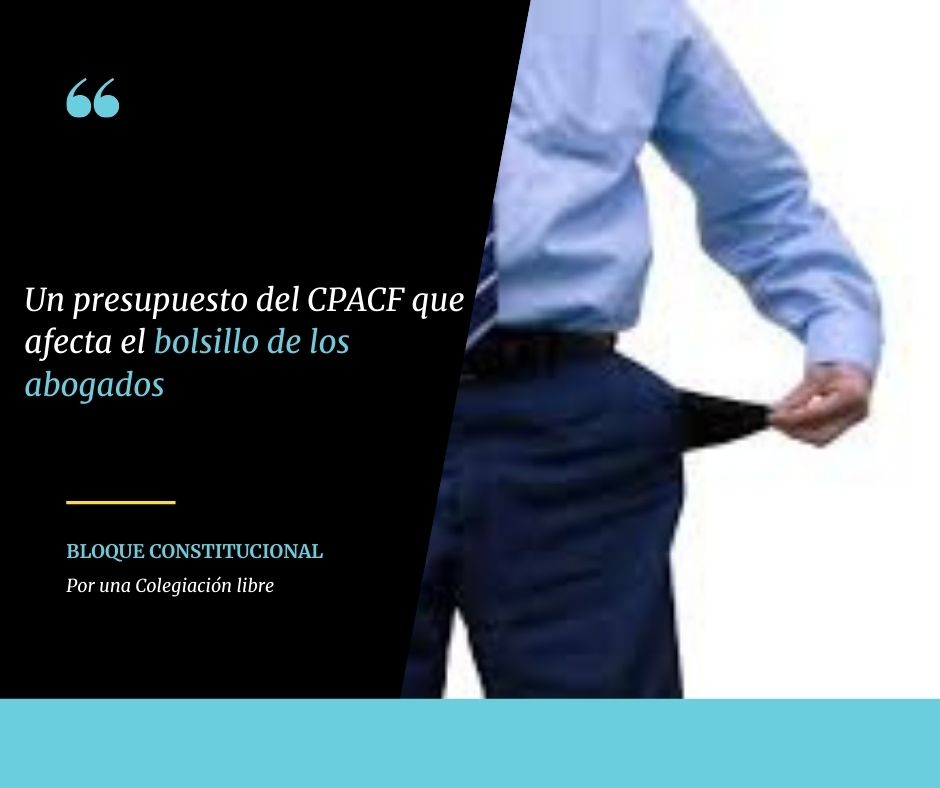 Un presupuesto del CPACF que
afecta el bolsillo de los
abogados
BLOQUE CONSTITUCIONAL
Por una Colegiación libre